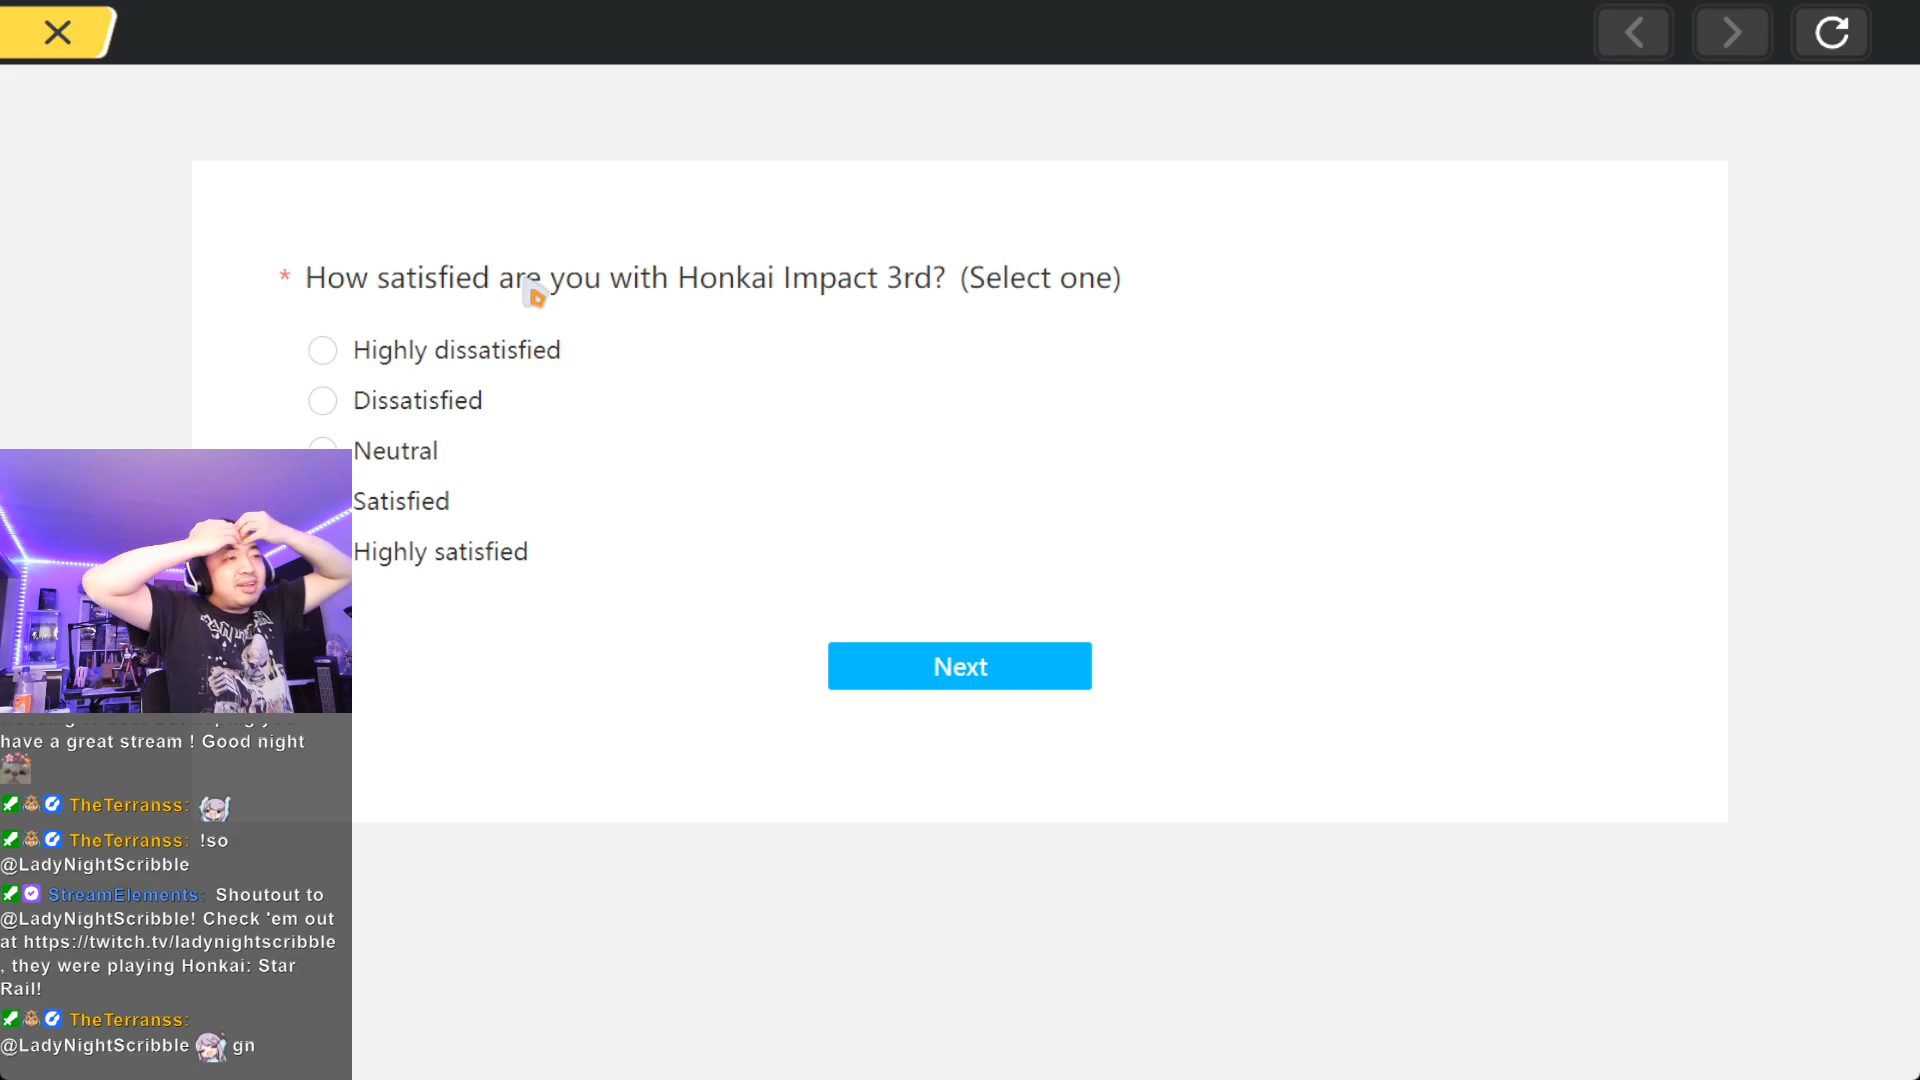 * How satisfied are you with Honkai Impact 3rd? (Select one)
Highly dissatisfied
Dissatisfied
Neutral
Satisfied
Highly satisfied
Next
have a great stream ! Good night
TheTerranss:
TheTerranss: !so
@LadyNightScribble
StreamElements: Shoutout to
@LadyNightScribble! Check 'em out
at https://twitch.tv/ladynightscribble
, they were playing Honkai: Star
Rail!
TheTerranss:
@LadyNightScribble gn